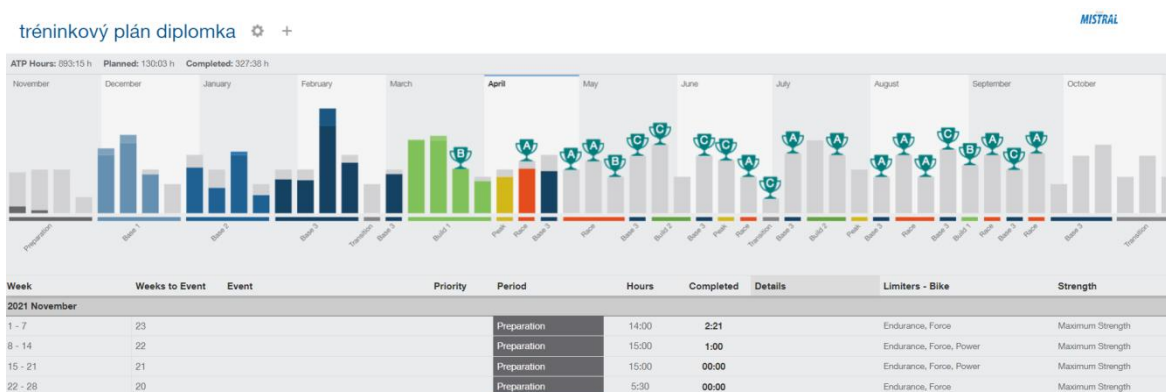 MISTRAL
tréninkový plán diplomka
ATP Hours: 893:15 h Planned: 130:03 h Completed: 327:38 h
November December January February March April May June July August September October
B A A A B C C C C A C A A A A C B A C A
Preparation Base 1 Base 2 Base 3 Transition Base 3 Build 1 Peak Race Base 3 Race Base 3 Build 2 Base 3 Peak Race Transition Base 3 Build 2 Peak Base 3 Race Base 3 Build 1 Race Base 3 Race Base 3 Transition
Week Weeks to Event Event Priority Period Hours Completed Details Limiters - Bike Strength
2021 November
1 - 7 23 Preparation 14:00 2:21 Endurance, Force Maximum Strength
8 - 14 22 Preparation 15:00 1:00 Endurance, Force, Power Maximum Strength
15 - 21 21 Preparation 15:00 00:00 Endurance, Force, Power Maximum Strength
22 - 28 20 Preparation 5:30 00:00 Endurance, Force Maximum Strength